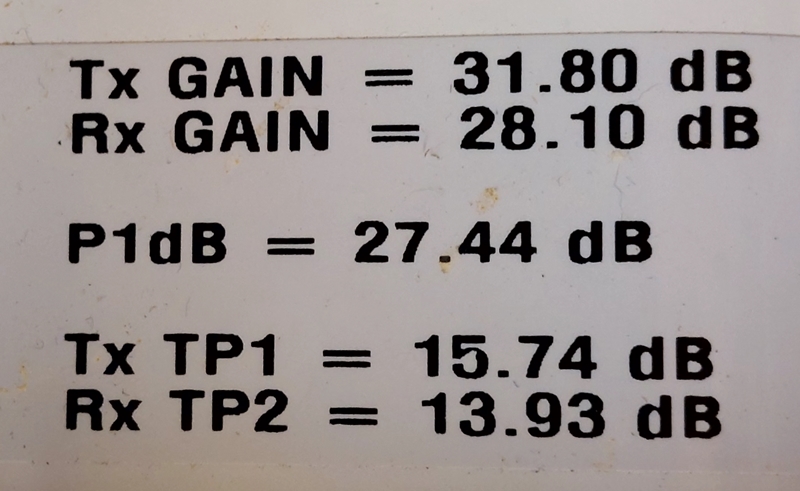 Tx GAIN = 31.80 dB
Rx GAIN = 28.10 dB
P1dB = 27.44 dB
Tx TP1 = 15.74 dB
Rx TP2 = 13.93 dB